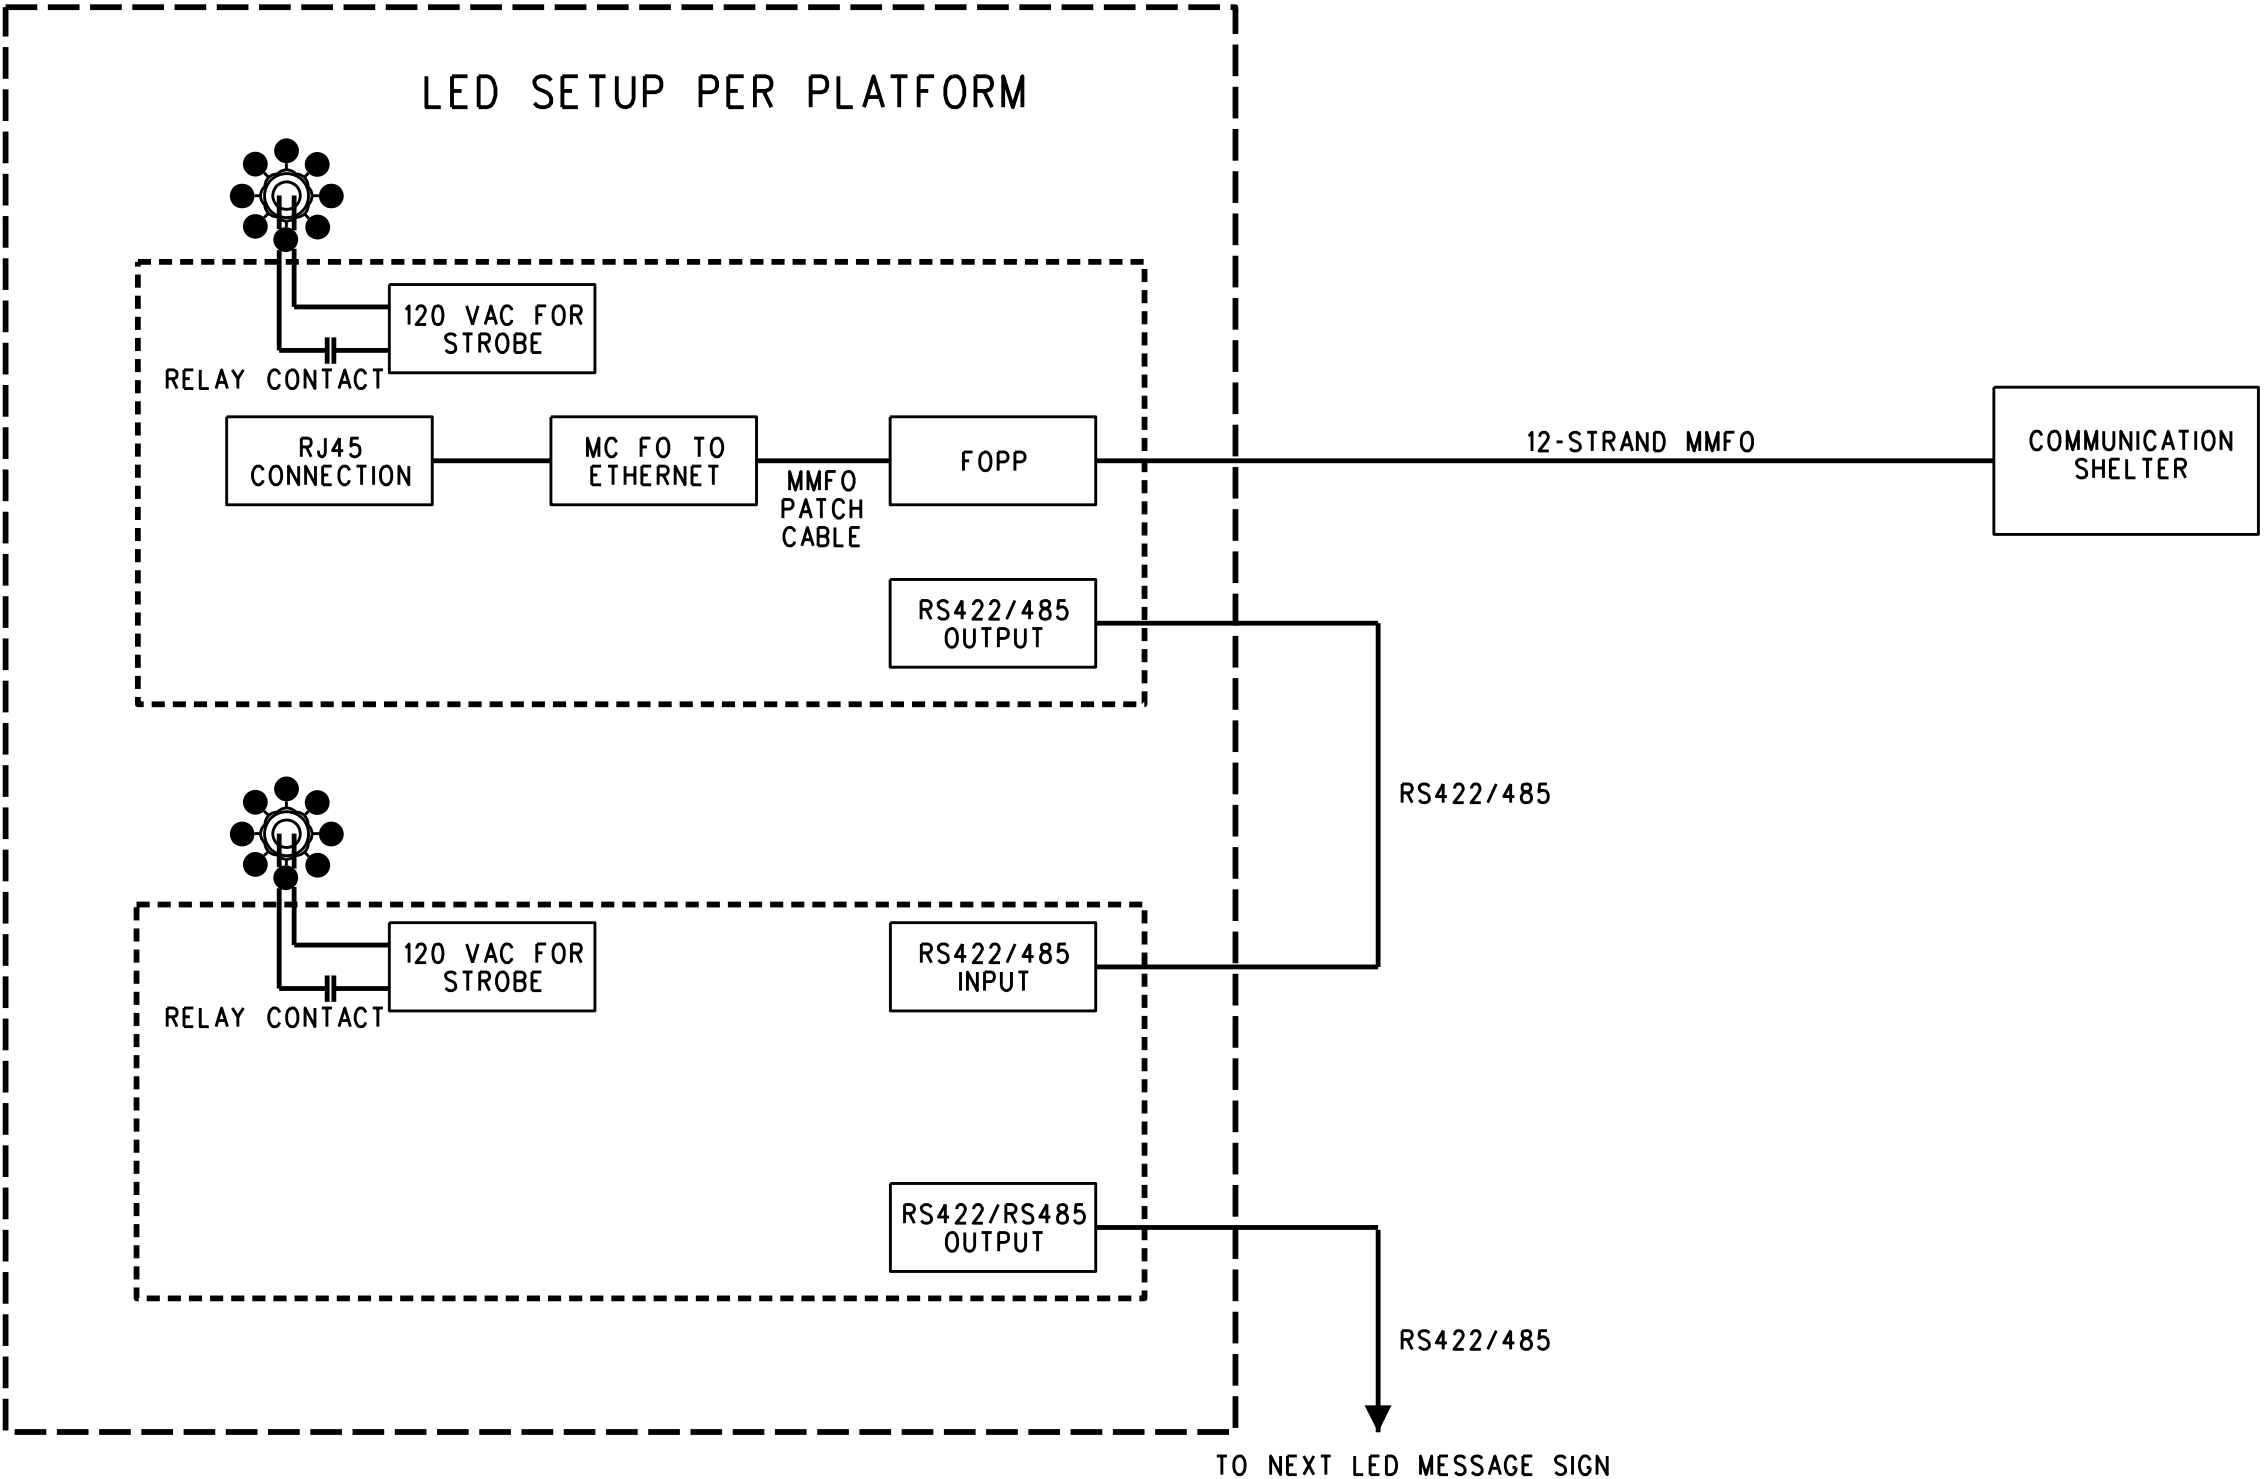 LED SETUP PER PLATFORM
120 VAC FOR
STROBE
RELAY CONTACT
RJ45
CONNECTION
MC FO TO
ETHERNET
MMFO
PATCH
CABLE
FOPP
12-STRAND MMFO
COMMUNICATION
SHELTER
RS422/485
OUTPUT
RS422/485
120 VAC FOR
STROBE
RELAY CONTACT
RS422/485
INPUT
RS422/RS485
OUTPUT
RS422/485
TO NEXT LED MESSAGE SIGN